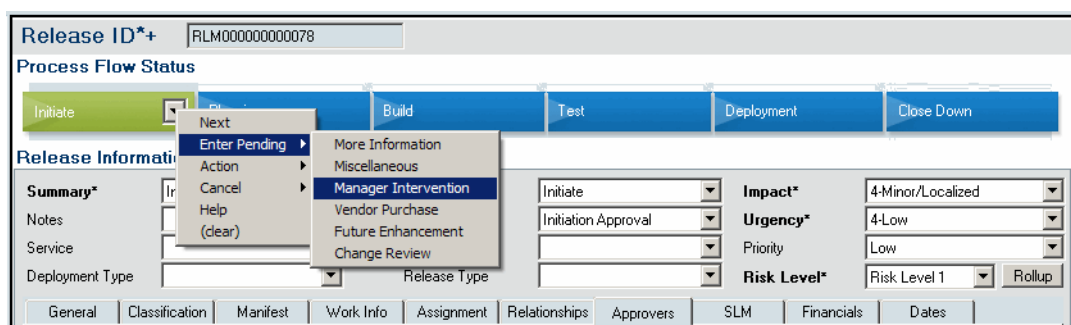 Release ID*+ RLM000000000078
Process Flow Status
Initiate Build Test Deployment Close Down
Next
Enter Pending
Action
Cancel
Help
(clear)
More Information
Miscellaneous
Manager Intervention
Vendor Purchase
Future Enhancement
Change Review
Release
Summary* Initiate Impact* 4-Minor/Localized
Notes Initiation Approval Urgency* 4-Low
Service Priority Low
Deployment Type Release Type Risk Level* Risk Level 1 Rollup
General Classification Manifest Work Info Assignment Relationships Approvers SLM Financials Dates